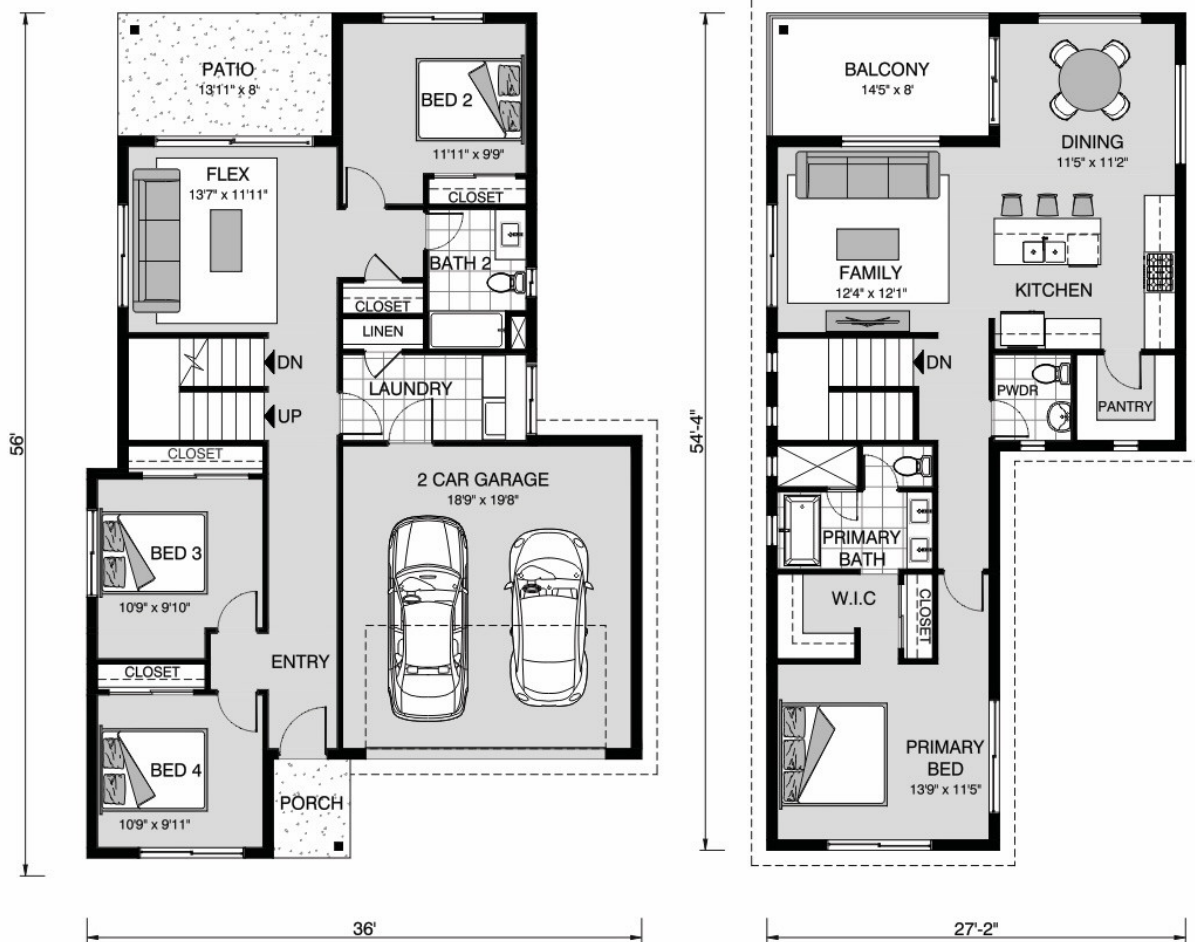 PATIO
13'11" x 8'
BED 2
11'11" x 9'9"
CLOSET
FLEX
13'7" x 11'11"
BATH 2
CLOSET
LINEN
DN
LAUNDRY
UP
CLOSET
2 CAR GARAGE
18'9" x 19'8"
BED 3
10'9" x 9'10"
ENTRY
CLOSET
BED 4
10'9" x 9'11"
PORCH
56'
36'
BALCONY
14'5" x 8'
DINING
11'5" x 11'2"
FAMILY
12'4" x 12'1"
KITCHEN
DN
PWDR
PANTRY
PRIMARY
BATH
W.I.C
CLOSET
PRIMARY
BED
13'9" x 11'5"
54'-4"
27'-2"